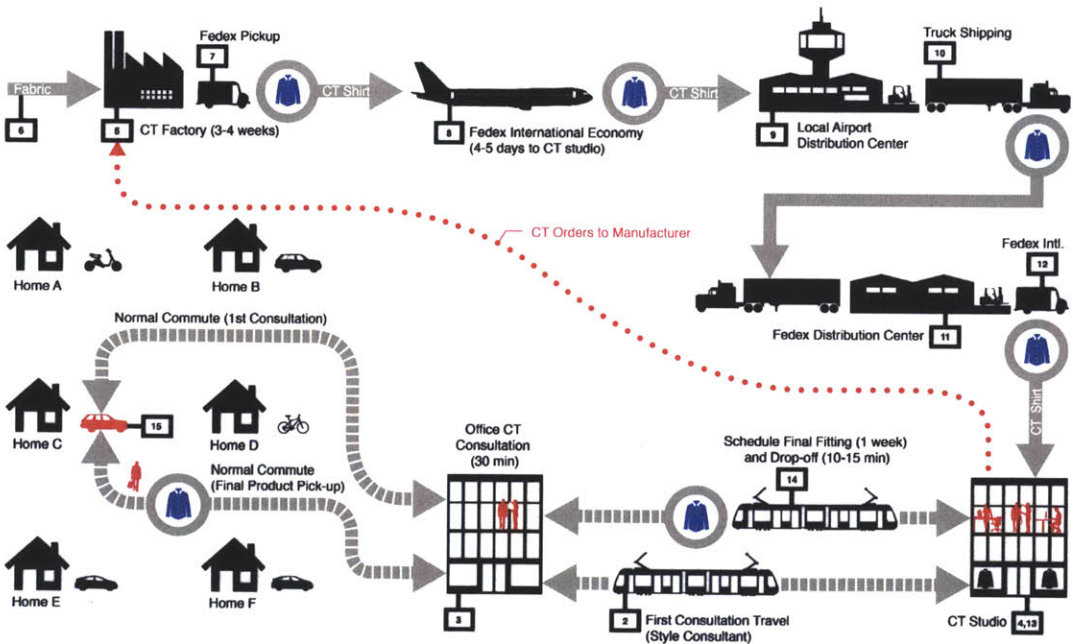 Fedex Pickup
7
Truck Shipping
10
Fabric
CT Shirt
CT Shirt
6
5
CT Factory (3-4 weeks)
8
Fedex International Economy
(4-5 days to CT studio)
9
Local Airport
Distribution Center
CT Orders to Manufacturer
Fedex Intl.
12
Home A
Home B
Normal Commute (1st Consultation)
Fedex Distribution Center
11
CT Shirt
Home C
15
Home D
Office CT
Consultation
(30 min)
Schedule Final Fitting (1 week)
and Drop-off (10-15 min)
14
Normal Commute
(Final Product Pick-up)
Home E
Home F
3
2
First Consultation Travel
(Style Consultant)
CT Studio
4,13